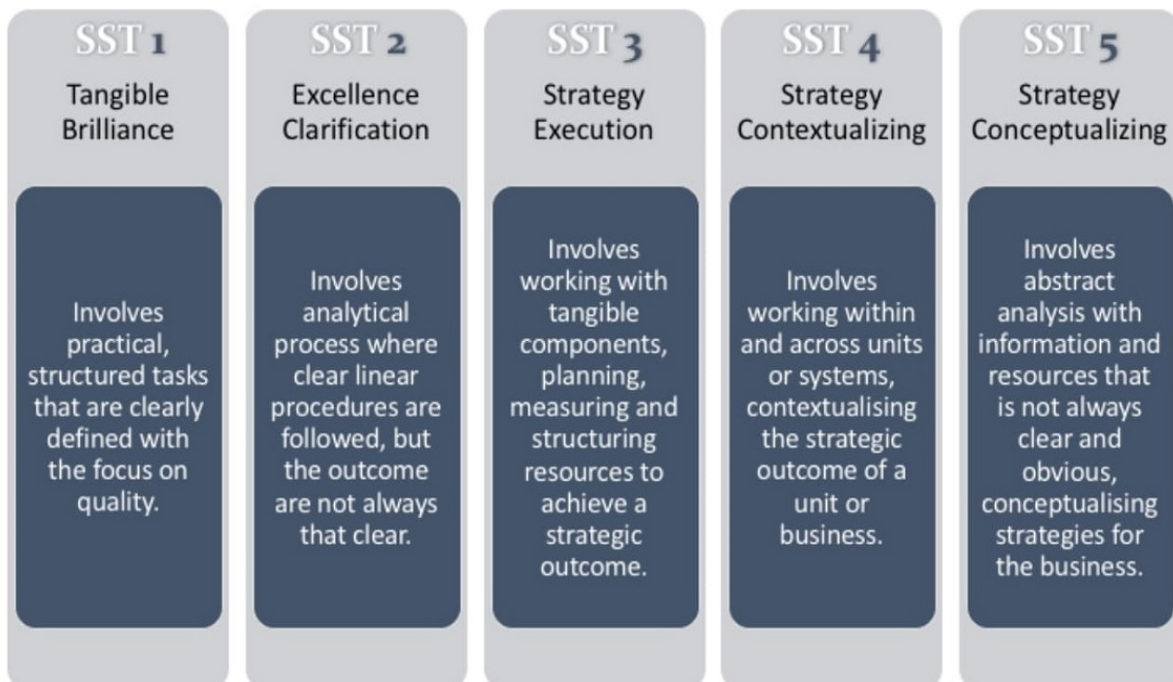 SST 1
Tangible
Brilliance
Involves
practical,
structured tasks
that are clearly
defined with
the focus on
quality.
SST 2
Excellence
Clarification
Involves
analytical
process where
clear linear
procedures are
followed, but
the outcome
are not always
that clear.
SST 3
Strategy
Execution
Involves
working with
tangible
components,
planning,
measuring and
structuring
resources to
achieve a
strategic
outcome.
SST 4
Strategy
Contextualizing
Involves
working within
and across units
or systems,
contextualising
the strategic
outcome of a
unit or
business.
SST 5
Strategy
Conceptualizing
Involves
abstract
analysis with
information and
resources that
is not always
clear and
obvious,
conceptualising
strategies for
the business.